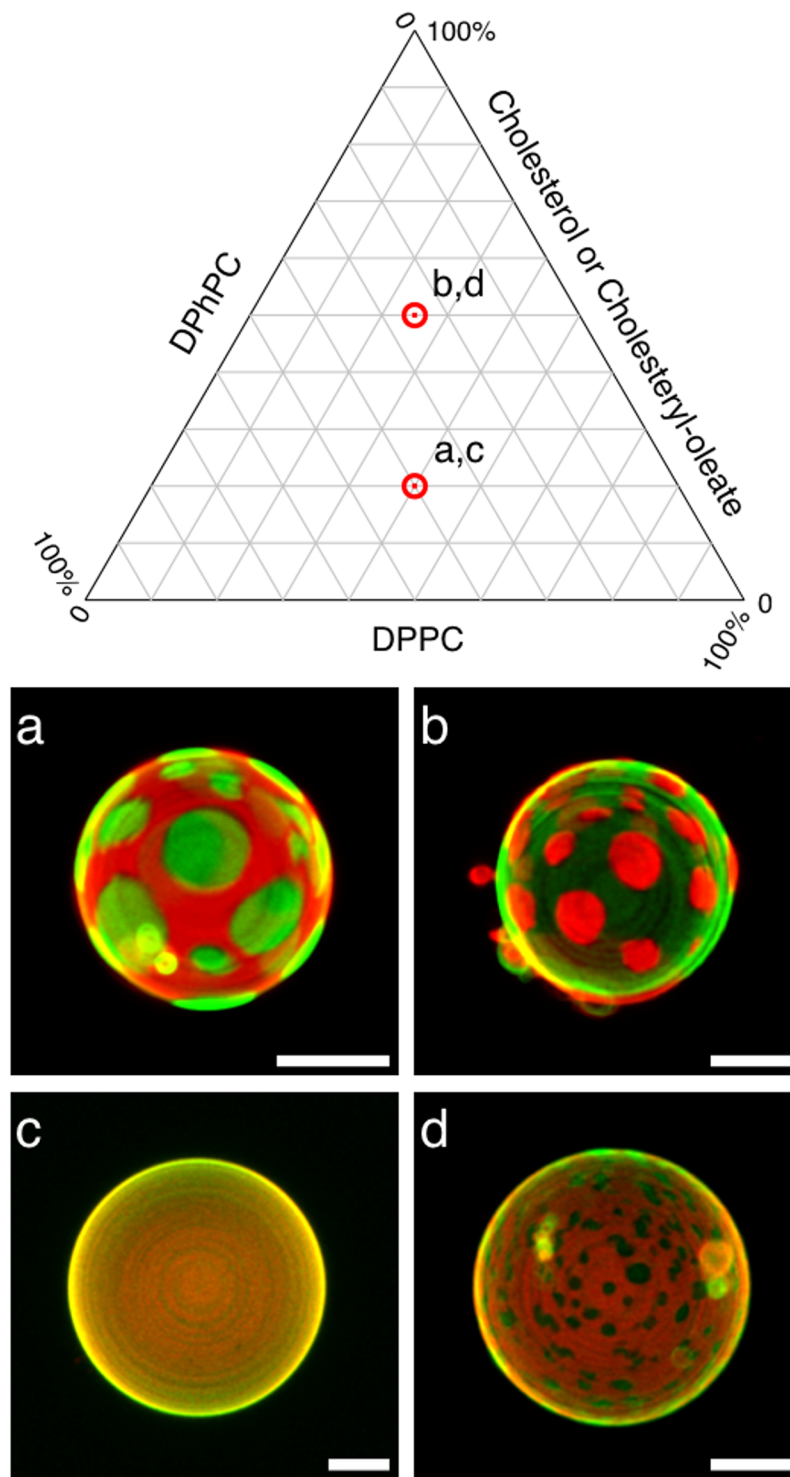 0
100%
Cholesterol or Cholesteryl-oleate
DPhPC
b,d
a,c
100%
0
0
DPPC
100%
a
b
c
d